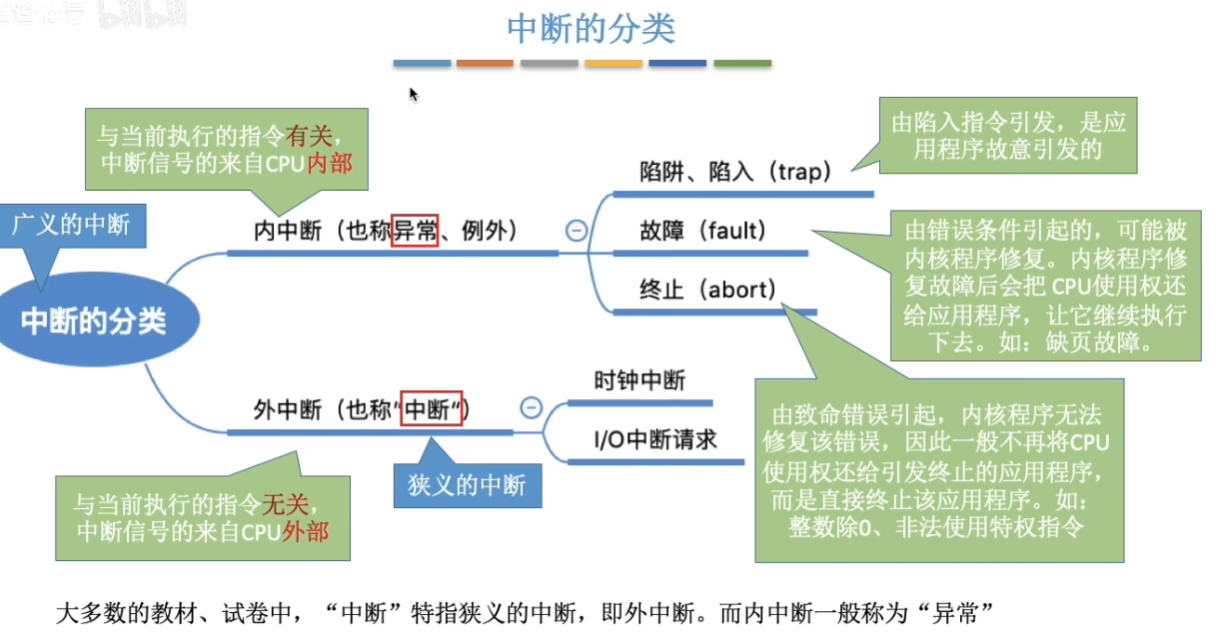 中断的分类
与当前执行的指令有关，
中断信号的来自CPU内部
由陷入指令引发，是应
用程序故意引发的
广义的中断
中断的分类
内中断（也称异常、例外）
陷阱、陷入（trap）
故障（fault）
终止（abort）
由错误条件引起的，可能被
内核程序修复。内核程序修
复故障后会把 CPU使用权还
给应用程序，让它继续执行
下去。如：缺页故障。
外中断（也称“中断“）
时钟中断
I/O中断请求
狭义的中断
与当前执行的指令无关，
中断信号的来自CPU外部
由致命错误引起，内核程序无法
修复该错误，因此一般不再将CPU
使用权还给引发终止的应用程序，
而是直接终止该应用程序。如：
整数除0、非法使用特权指令
大多数的教材、试卷中，“中断”特指狭义的中断，即外中断。而内中断一般称为“异常”